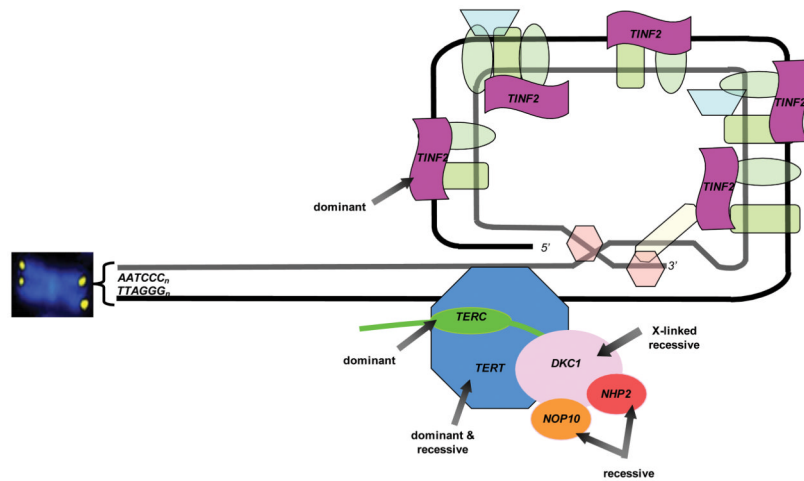 TINF2
TINF2
TINF2
TINF2
TINF2
dominant
5'
3'
AATCCCn
TTAGGGn
TERC
dominant
X-linked
recessive
TERT
DKC1
NHP2
NOP10
dominant &
recessive
recessive